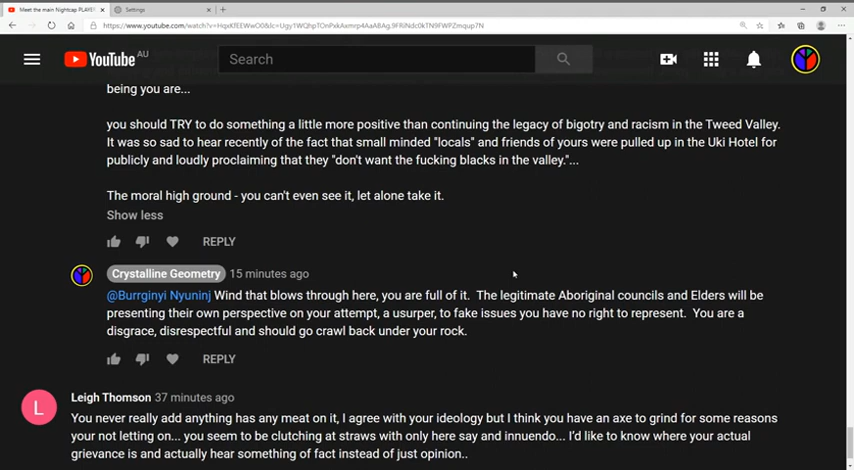 Meet the main Nightcap PLAYER
Settings
https://www.youtube.com/watch?v=HqxKfEEWwO0&lc=Ugy1WQhpTOnPxkAxmrp4AaABAg.9FRJNdc0kTN9FWPZmqup7N
YouTube AU
Search
being you are...
you should TRY to do something a little more positive than continuing the legacy of bigotry and racism in the Tweed Valley.
It was so sad to hear recently of the fact that small minded "locals" and friends of yours were pulled up in the Uki Hotel for
publicly and loudly proclaiming that they "don't want the fucking blacks in the valley."...
The moral high ground - you can't even see it, let alone take it.
Show less
REPLY
Crystalline Geometry 15 minutes ago
@Burrginyi Nyuninj Wind that blows through here, you are full of it. The legitimate Aboriginal councils and Elders will be
presenting their own perspective on your attempt, a usurper, to fake issues you have no right to represent. You are a
disgrace, disrespectful and should go crawl back under your rock.
REPLY
L
Leigh Thomson 37 minutes ago
You never really add anything has any meat on it, I agree with your ideology but I think you have an axe to grind for some reasons
your not letting on... you seem to be clutching at straws with only here say and innuendo... I'd like to know where your actual
grievance is and actually hear something of fact instead of just opinion..